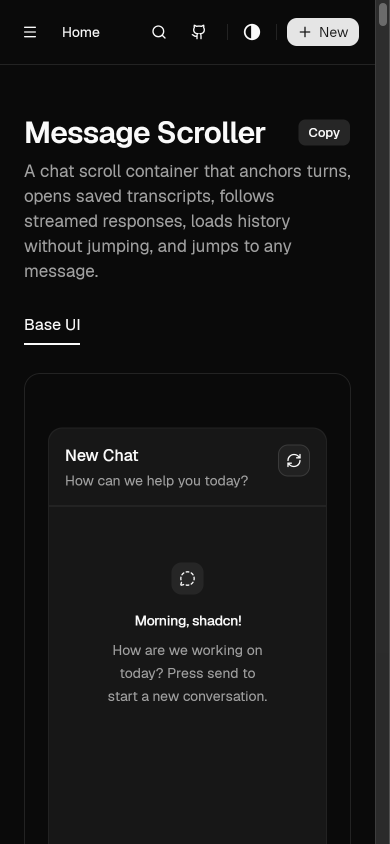 Home
New
Message Scroller
Copy
A chat scroll container that anchors turns,
opens saved transcripts, follows
streamed responses, loads history
without jumping, and jumps to any
message.
Base UI
New Chat
How can we help you today?
Morning, shadcn!
How are we working on
today? Press send to
start a new conversation.